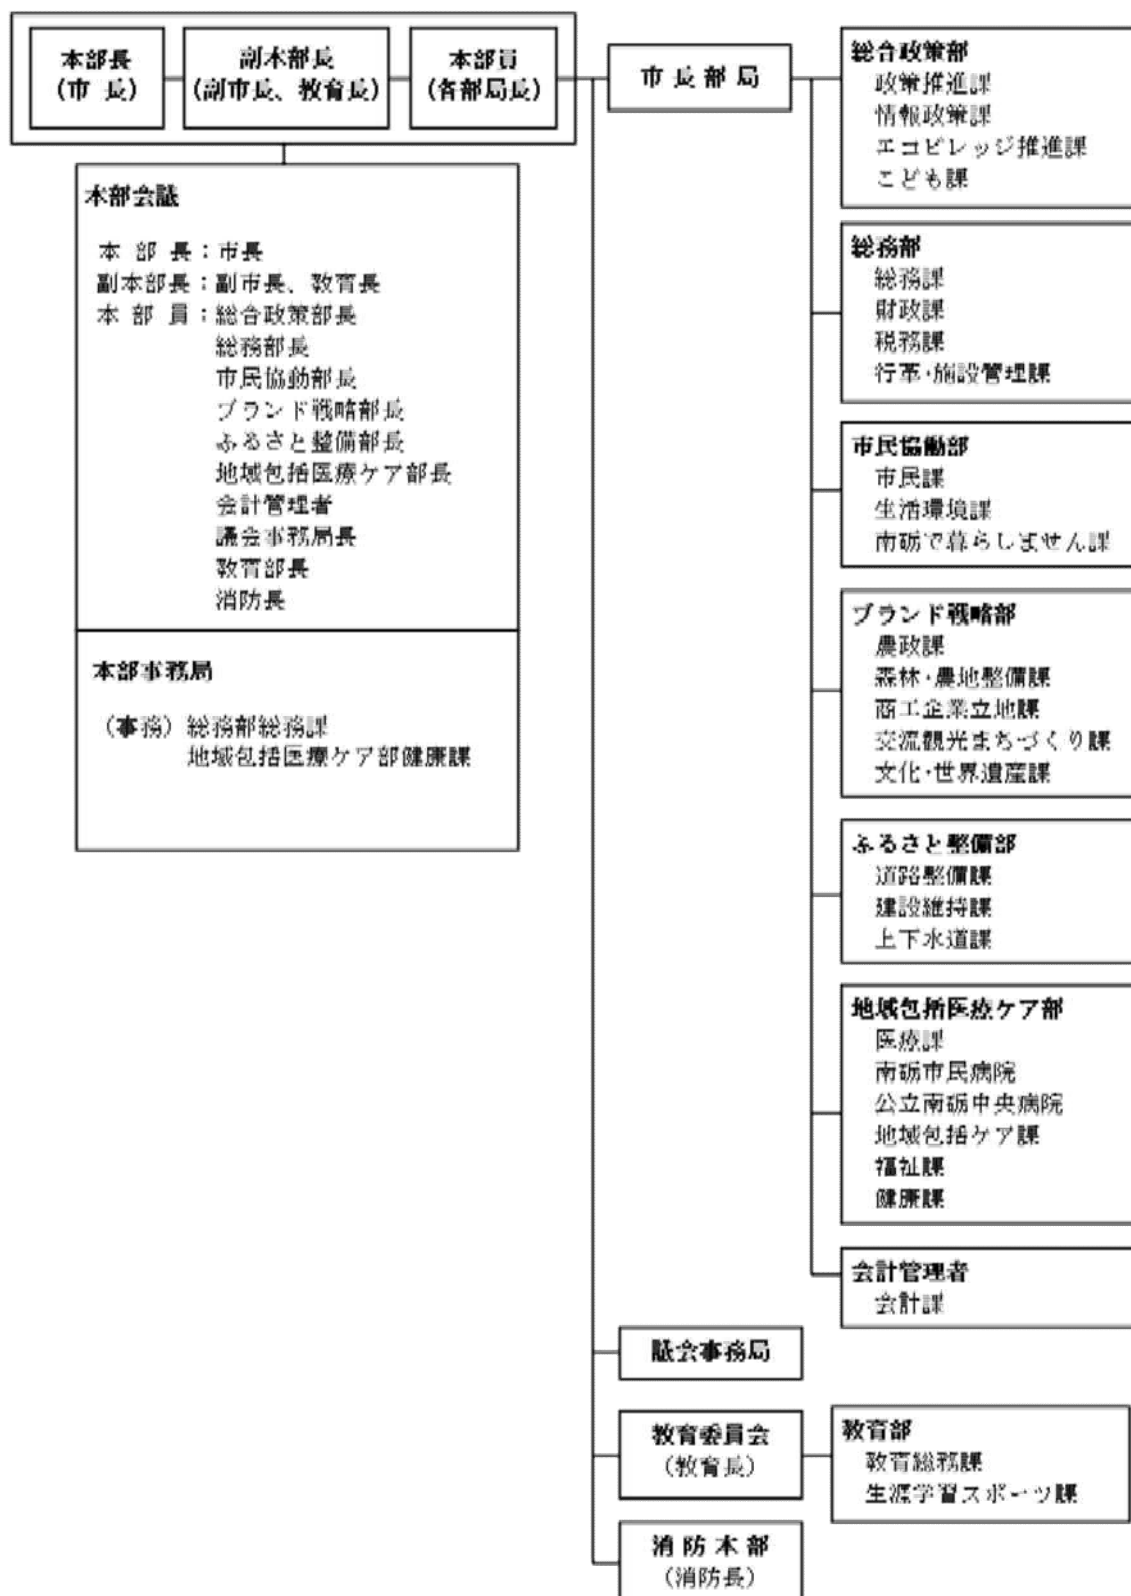 本部長
(市 長)
副本部長
(副市長、教育長)
本部員
(各部局長)
本部会議
本 部 長：市長
副本部長：副市長、教育長
本 部 員：総合政策部長
総務部長
市民協働部長
ブランド戦略部長
ふるさと整備部長
地域包括医療ケア部長
会計管理者
議会事務局長
教育部長
消防長
本部事務局
（事務）総務部総務課
地域包括医療ケア部健康課
市 長 部 局
総合政策部
政策推進課
情報政策課
エコビレッジ推進課
こども課
総務部
総務課
財政課
税務課
行革・施設管理課
市民協働部
市民課
生活環境課
南砺で暮らしません課
ブランド戦略部
農政課
森林・農地整備課
商工企業立地課
交流観光まちづくり課
文化・世界遺産課
ふるさと整備部
道路整備課
建設維持課
上下水道課
地域包括医療ケア部
医療課
南砺市民病院
公立南砺中央病院
地域包括ケア課
福祉課
健康課
会計管理者
会計課
議会事務局
教育委員会
（教育長）
教育部
教育総務課
生涯学習スポーツ課
消 防 本 部
（消防長）